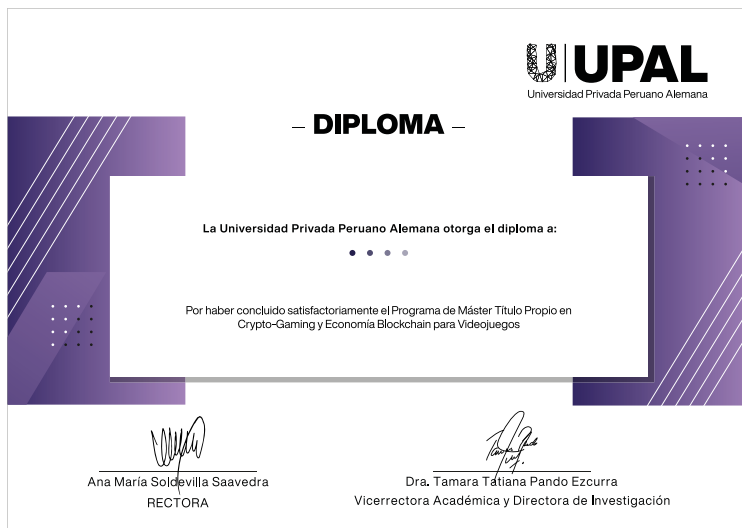 UPAL
Universidad Privada Peruano Alemana
– DIPLOMA –
La Universidad Privada Peruano Alemana otorga el diploma a:
Por haber concluido satisfactoriamente el Programa de Máster Título Propio en
Crypto-Gaming y Economía Blockchain para Videojuegos
Ana María Soldevilla Saavedra
RECTORA
Dra. Tamara Tatiana Pando Ezcurra
Vicerrectora Académica y Directora de Investigación